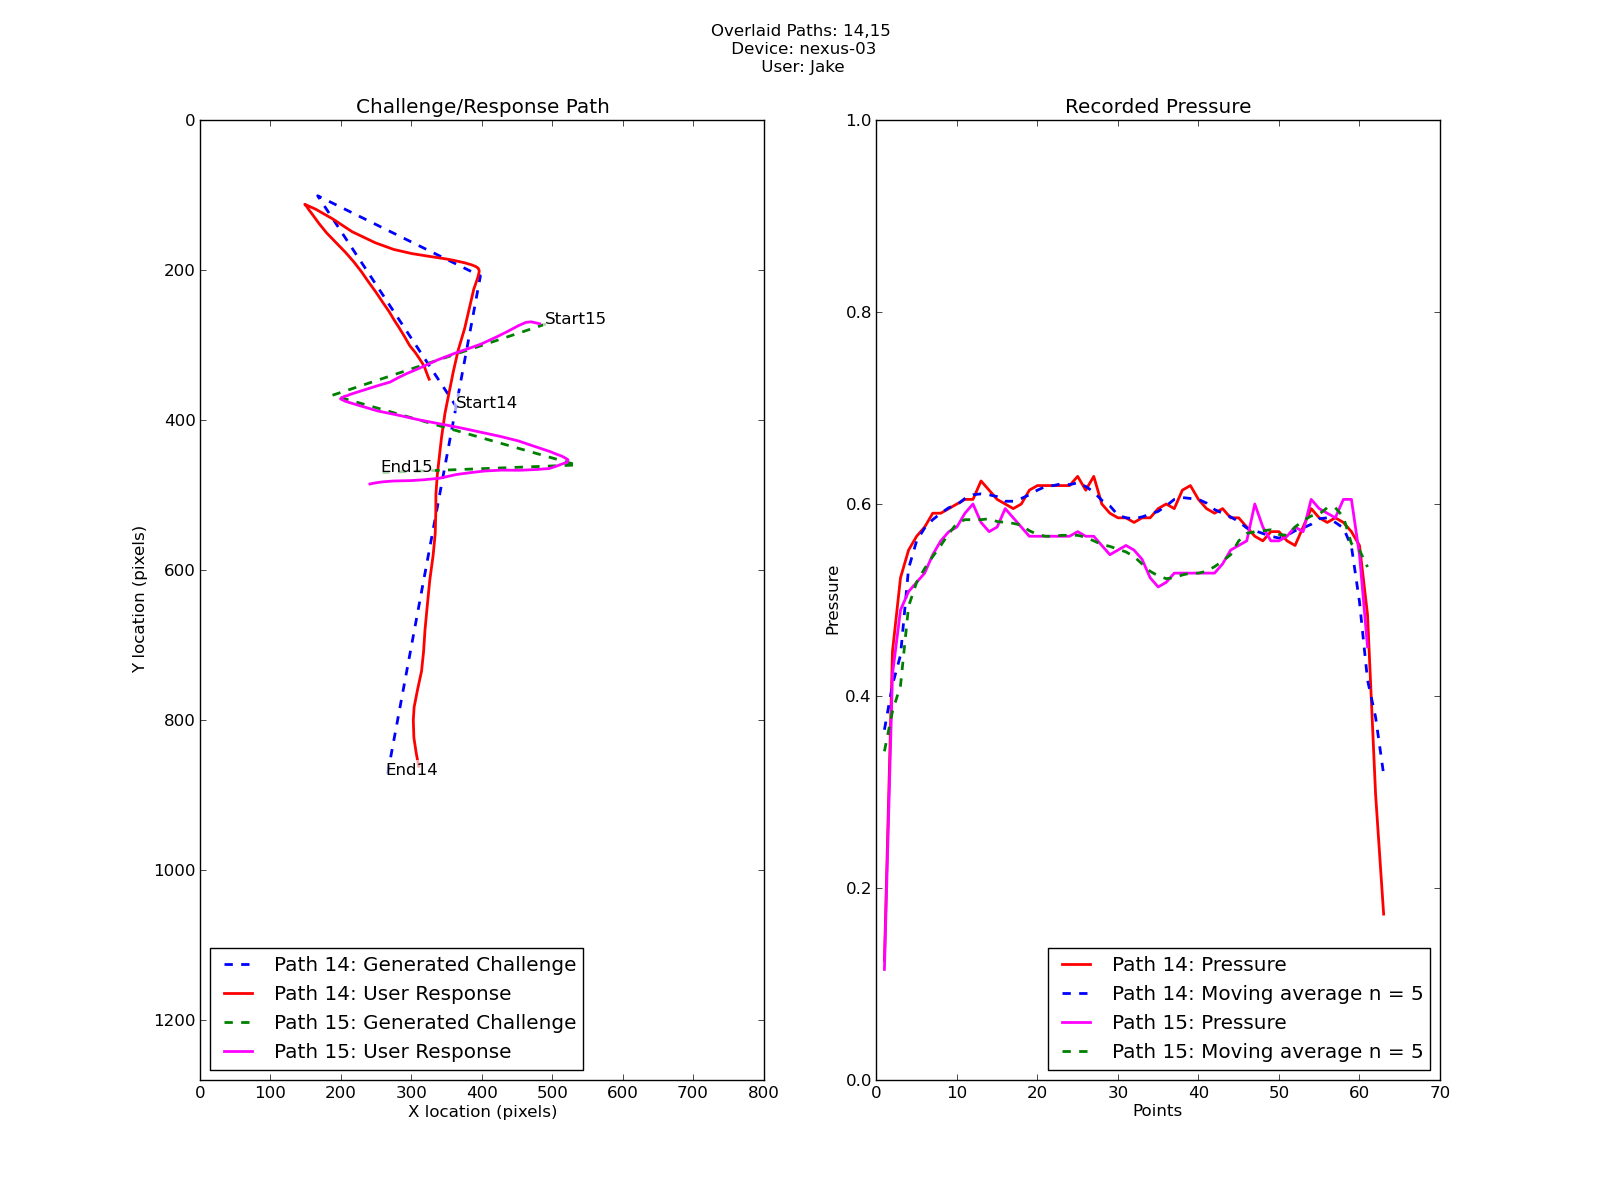 Overlaid Paths: 14,15
Device: nexus-03
User: Jake
Challenge/Response Path
0
200
400
600
800
1000
1200
Y location (pixels)
Start15
Start14
End15
End14
Path 14: Generated Challenge
Path 14: User Response
Path 15: Generated Challenge
Path 15: User Response
0 100 200 300 400 500 600 700 800
X location (pixels)
Recorded Pressure
1.0
0.8
0.6
0.4
0.2
0.0
Pressure
Path 14: Pressure
Path 14: Moving average n = 5
Path 15: Pressure
Path 15: Moving average n = 5
0 10 20 30 40 50 60 70
Points